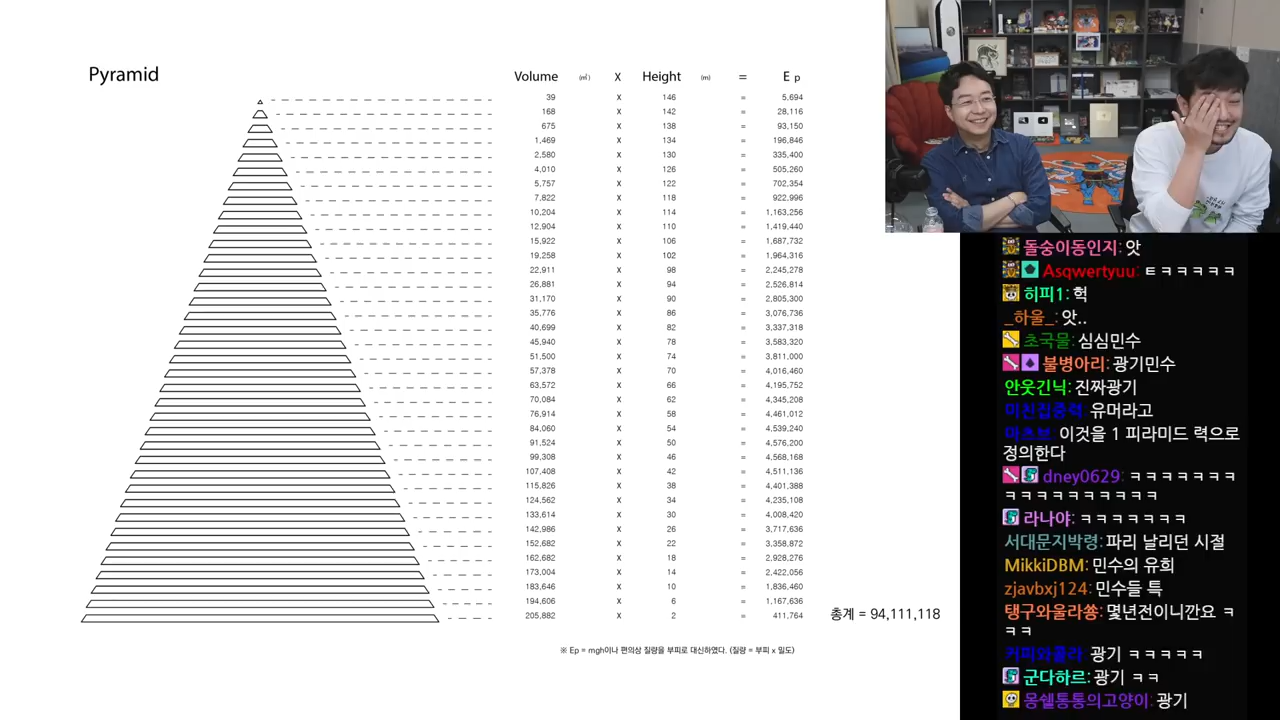 Pyramid
Volume (㎥) X Height (m) = E p
39 X 146 = 5,694
168 X 142 = 28,116
675 X 138 = 93,150
1,469 X 134 = 196,846
2,580 X 130 = 335,400
4,010 X 126 = 505,260
5,757 X 122 = 702,354
7,822 X 118 = 922,996
10,204 X 114 = 1,163,256
12,904 X 110 = 1,419,440
15,922 X 106 = 1,687,732
19,258 X 102 = 1,964,316
22,911 X 98 = 2,245,278
26,881 X 94 = 2,526,814
31,170 X 90 = 2,805,300
35,776 X 86 = 3,076,736
40,699 X 82 = 3,337,318
45,940 X 78 = 3,583,320
51,500 X 74 = 3,811,000
57,378 X 70 = 4,016,460
63,572 X 66 = 4,195,752
70,084 X 62 = 4,345,208
76,914 X 58 = 4,461,012
84,060 X 54 = 4,539,240
91,524 X 50 = 4,576,200
99,308 X 46 = 4,568,168
107,408 X 42 = 4,511,136
115,826 X 38 = 4,401,388
124,562 X 34 = 4,235,108
133,614 X 30 = 4,008,420
142,986 X 26 = 3,717,636
152,682 X 22 = 3,358,872
162,682 X 18 = 2,928,276
173,004 X 14 = 2,422,056
183,646 X 10 = 1,836,460
194,606 X 6 = 1,167,636
205,882 X 2 = 411,764
총계 = 94,111,118
※ Ep = mgh이나 편의상 질량을 부피로 대신하였다. (질량 = 부피 x 밀도)
돌숭이동인지: 앗
Asqwertyuu: ㅌㅋㅋㅋㅋㅋ
히피1: 헉
_하울_: 앗..
초국물: 심심민수
불병아리: 광기민수
안웃긴닉: 진짜광기
미친집중력: 유머라고
마츠브: 이것을 1 피라미드 력으로
정의한다
dney0629: ㅋㅋㅋㅋㅋㅋㅋ
ㅋㅋㅋㅋㅋㅋㅋㅋㅋㅋ
라나야: ㅋㅋㅋㅋㅋㅋㅋ
서대문지박령: 파리 날리던 시절
MikkiDBM: 민수의 유희
zjavbxj124: 민수들 특
탱구와울라쑝: 몇년전이니깐요 ㅋ
ㅋㅋ
커피와콜라: 광기 ㅋㅋㅋㅋㅋ
군다하르: 광기 ㅋㅋ
몽쉘통통의고양이: 광기